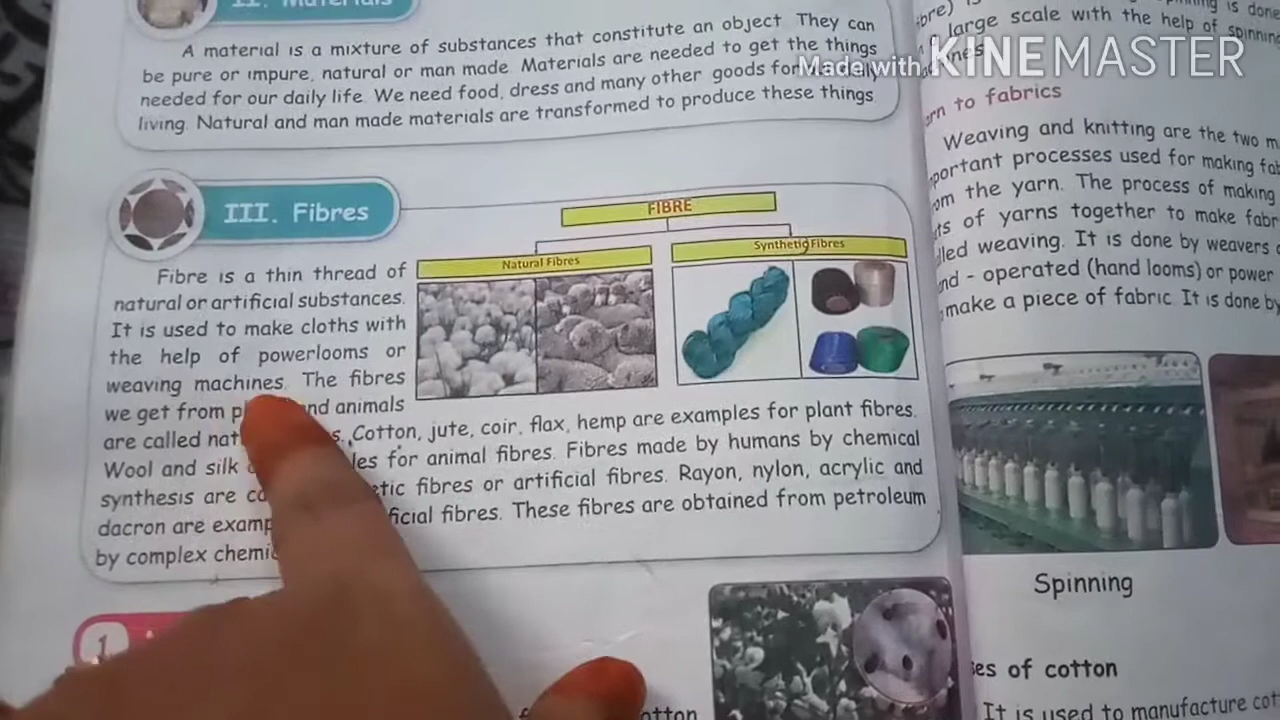 II. Materials
A material is a mixture of substances that constitute an object. They can
be pure or impure, natural or man made. Materials are needed to get the things
needed for our daily life. We need food, dress and many other goods for
living. Natural and man made materials are transformed to produce these things
III. Fibres
FIBRE
Natural Fibres
Synthetic Fibres
Fibre is a thin thread of
natural or artificial substances.
It is used to make cloths with
the help of powerlooms or
weaving machines. The fibres
we get from and animals
are called Cotton, jute, coir, flax, hemp are examples for plant fibres.
Wool and silk for animal fibres. Fibres made by humans by chemical
synthesis are fibres or artificial fibres. Rayon, nylon, acrylic and
dacron are fibres. These fibres are obtained from petroleum
by complex
1
is done
large scale with the help of
Made with KINEMASTER
to fabrics
Weaving and knitting are the two
processes used for making
the yarn. The process of making
of yarns together to make
weaving. It is done by weavers
- operated (hand looms) or power
make a piece of fabric. It is done by
Spinning
of cotton
It is used to manufacture